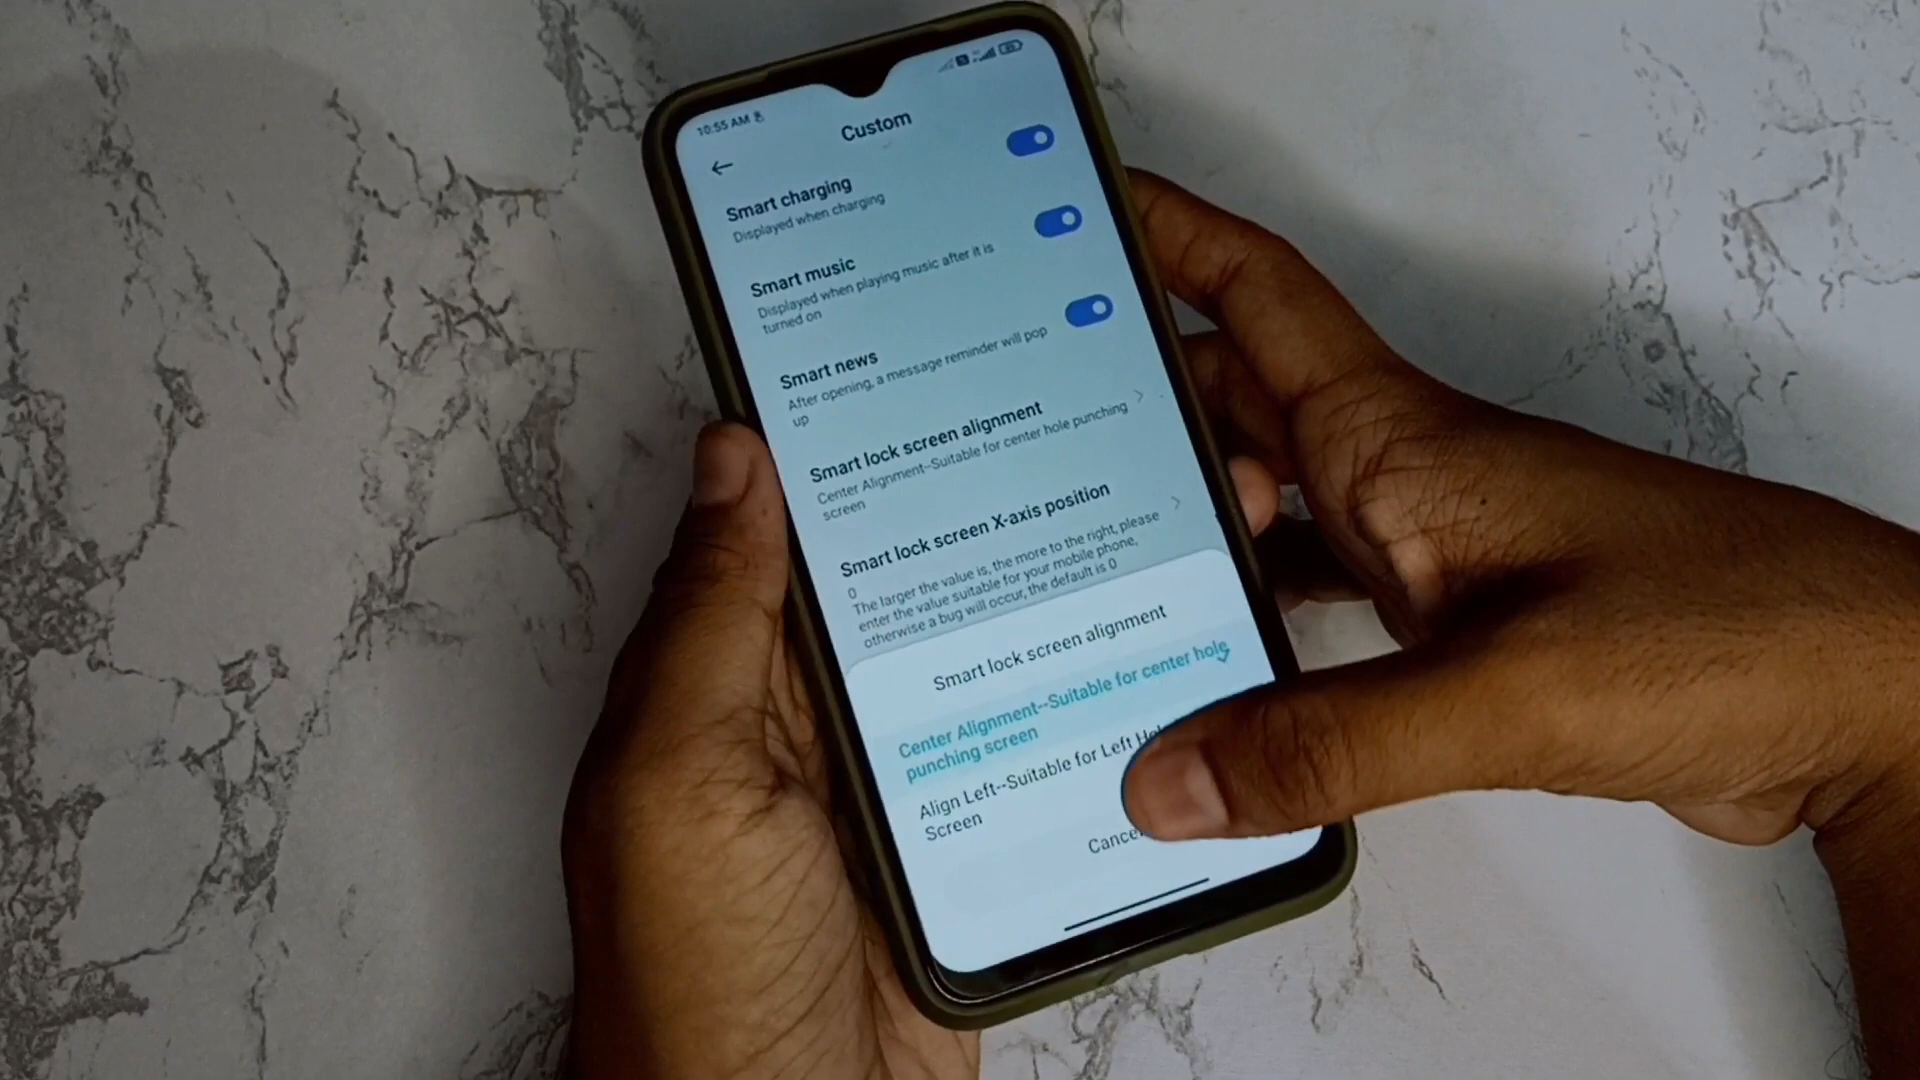 10:55 AM
Custom
Smart charging
Displayed when charging
Smart music
Displayed when playing music after it is
turned on
Smart news
After opening, a message reminder will pop
up
Smart lock screen alignment
Center Alignment--Suitable for center hole punching
screen
Smart lock screen X-axis position
0
The larger the value is, the more to the right, please
enter the value suitable for your mobile phone,
otherwise a bug will occur, the default is 0
Smart lock screen alignment
Center Alignment--Suitable for center hole
punching screen
Align Left--Suitable for Left
Screen
Cancel